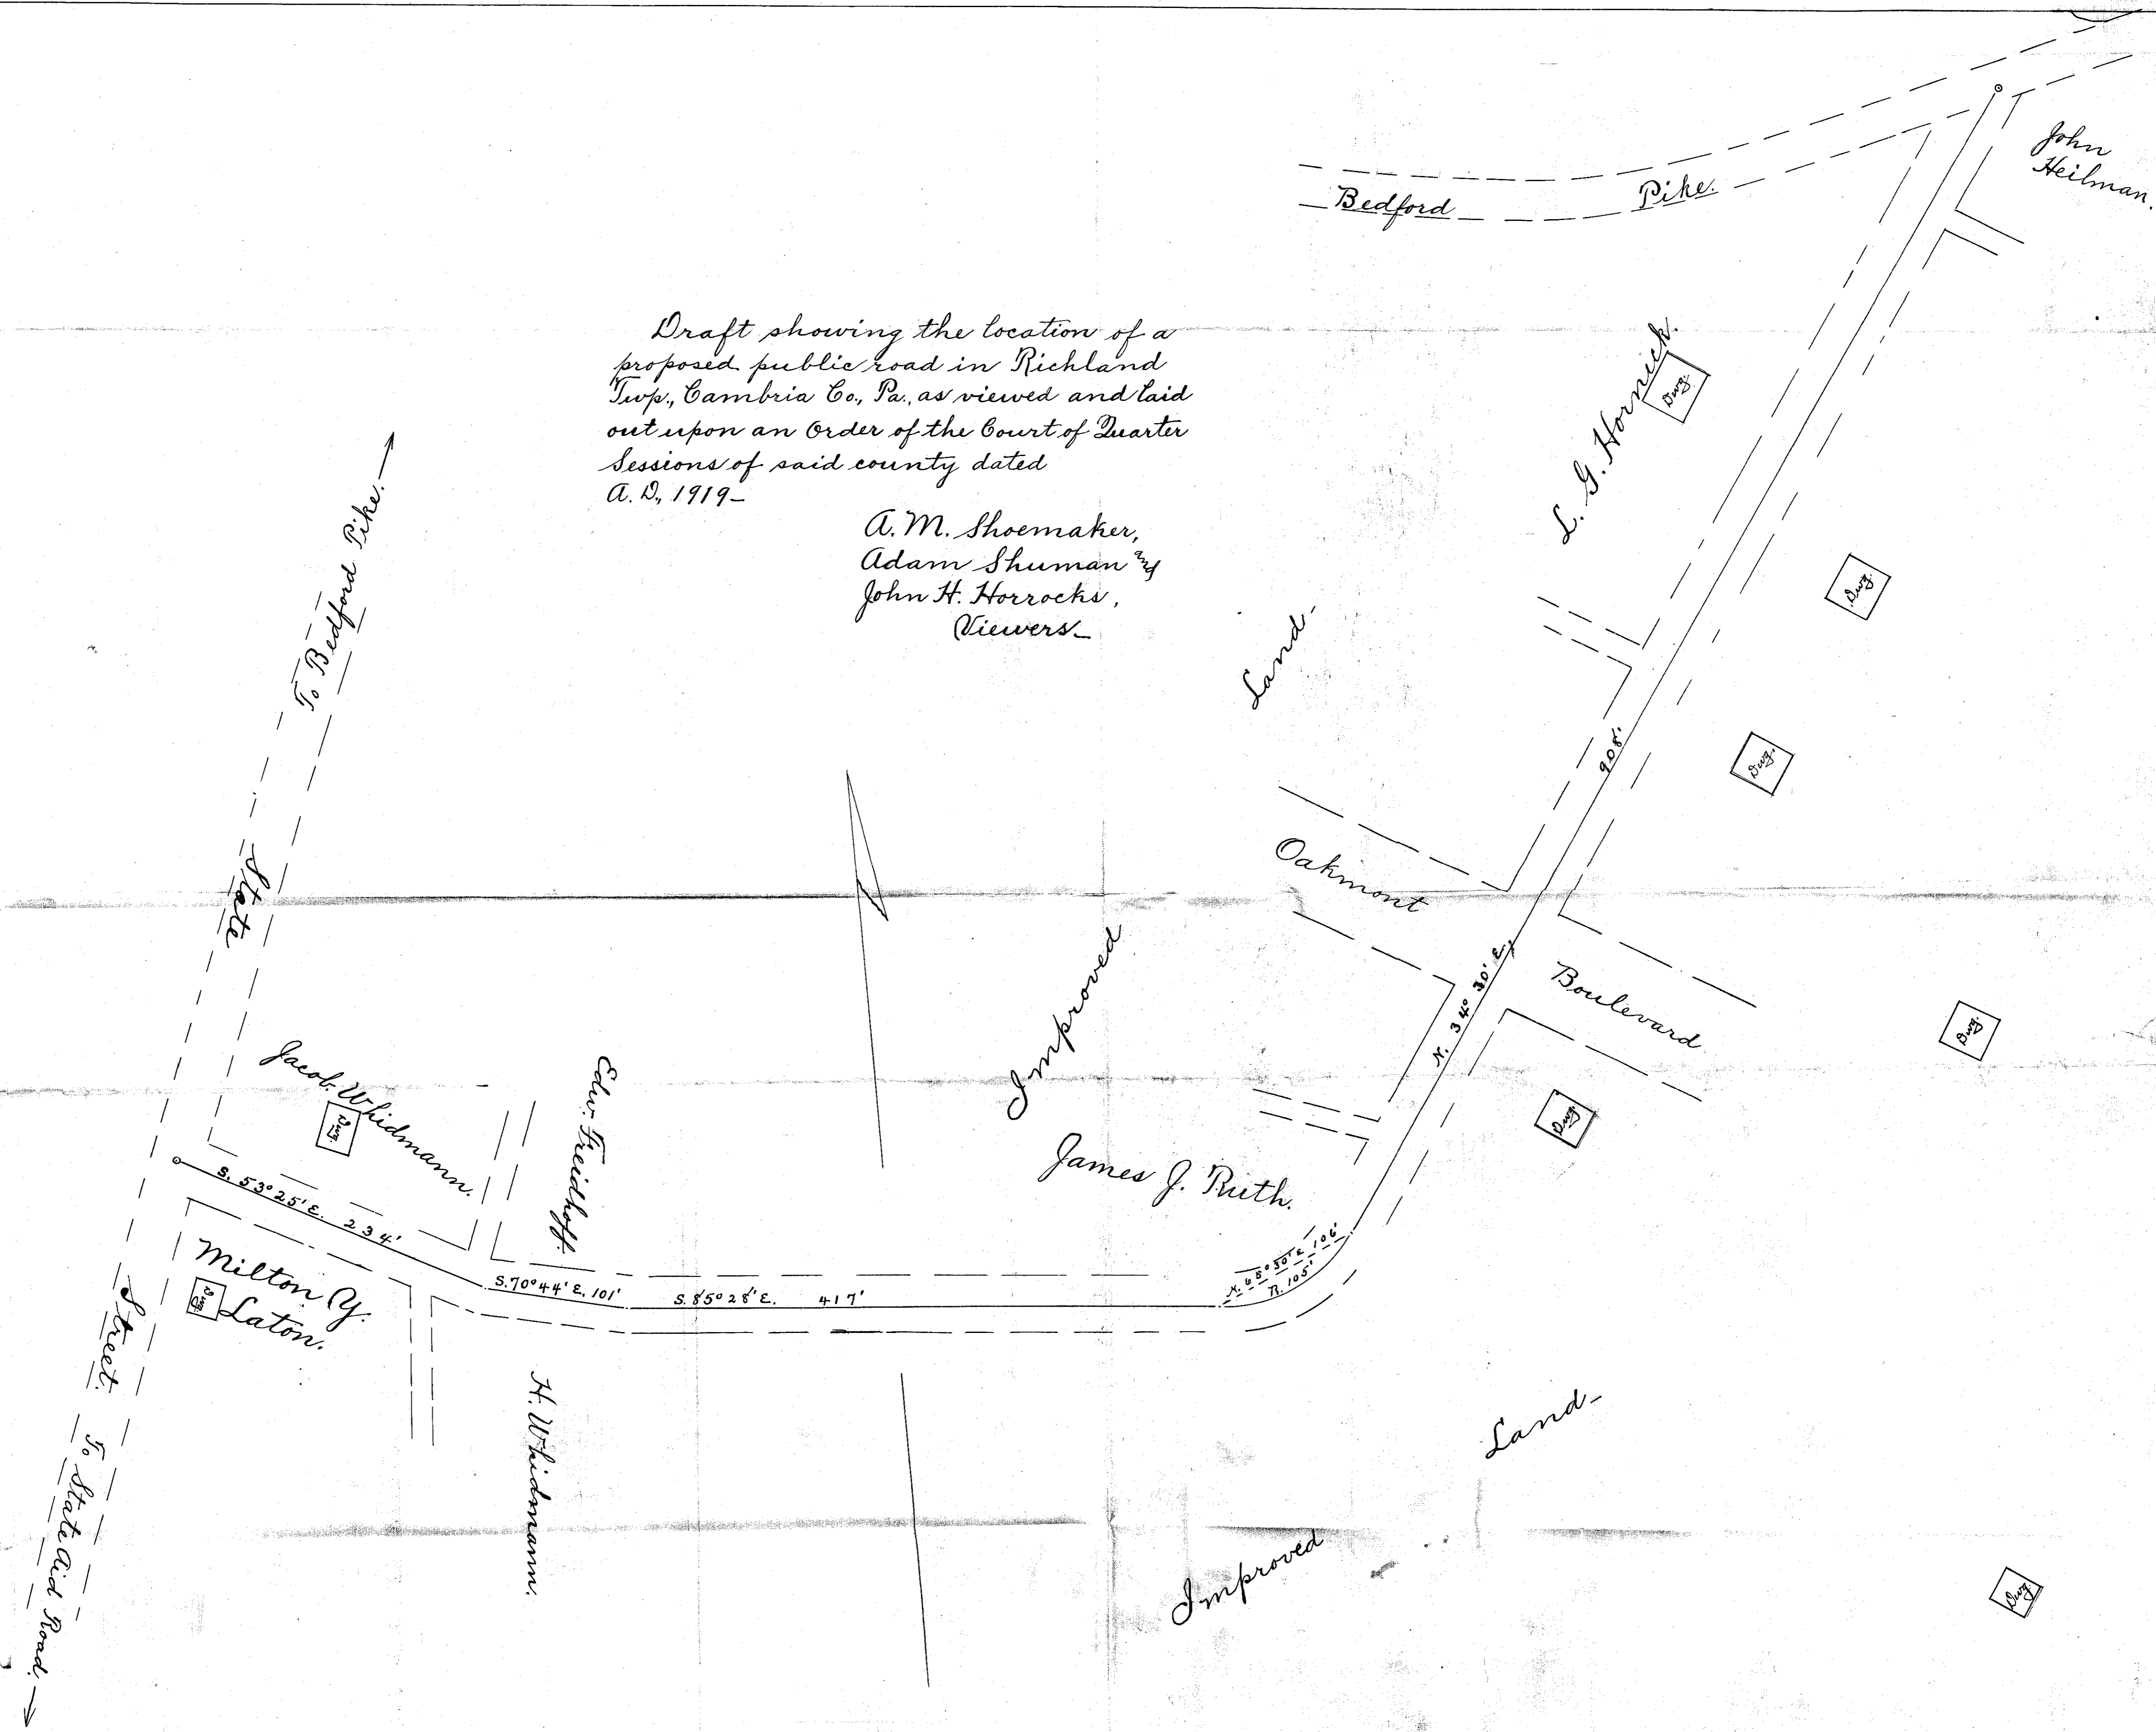 Bedford Pike.
John
Heilman.
Draft showing the location of a
proposed public road in Richland
Twp., Cambria Co., Pa., as viewed and laid
out upon an Order of the Court of Quarter
Sessions of said county dated
A. D., 1919-
A. M. Shoemaker,
Adam Shuman and
John H. Horrocks,
Viewers-
L. G. Hornick.
Dwg.
Dwg.
Dwg.
To Bedford Pike.
Land-
908'
State
Oakmont
Boulevard
N. 34° 30' E.
Improved
Dwg.
Dwg.
Jacob Whidmann.
Dwg.
Edw. Freidhoff.
James J. Ruth.
S. 53° 25' E. 234'
S. 70° 44' E. 101'
S. 85° 28' E. 417'
N. 65° 30' E. 106'
R. 105'
Milton Y.
Laton.
Dwg.
Street.
H. Whidmann.
Land-
To State Aid Road.
Improved
Dwg.